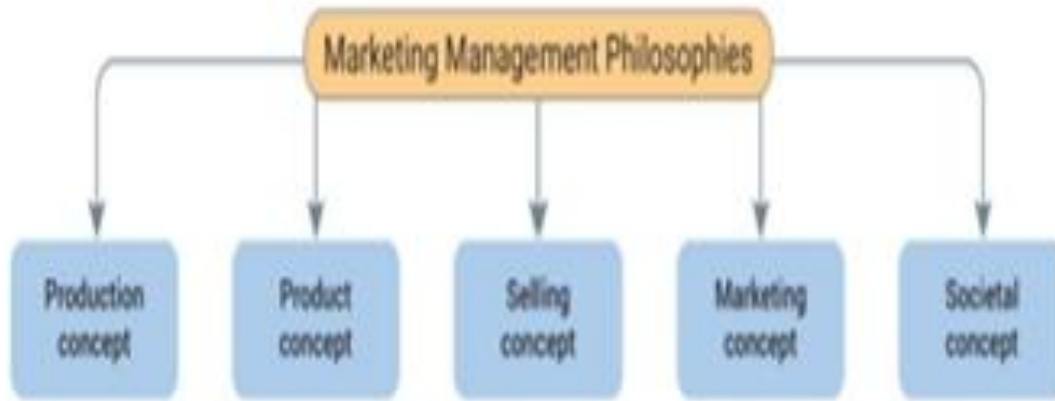 Marketing Management Philosophies
Production
concept
Product
concept
Selling
concept
Marketing
concept
Societal
concept